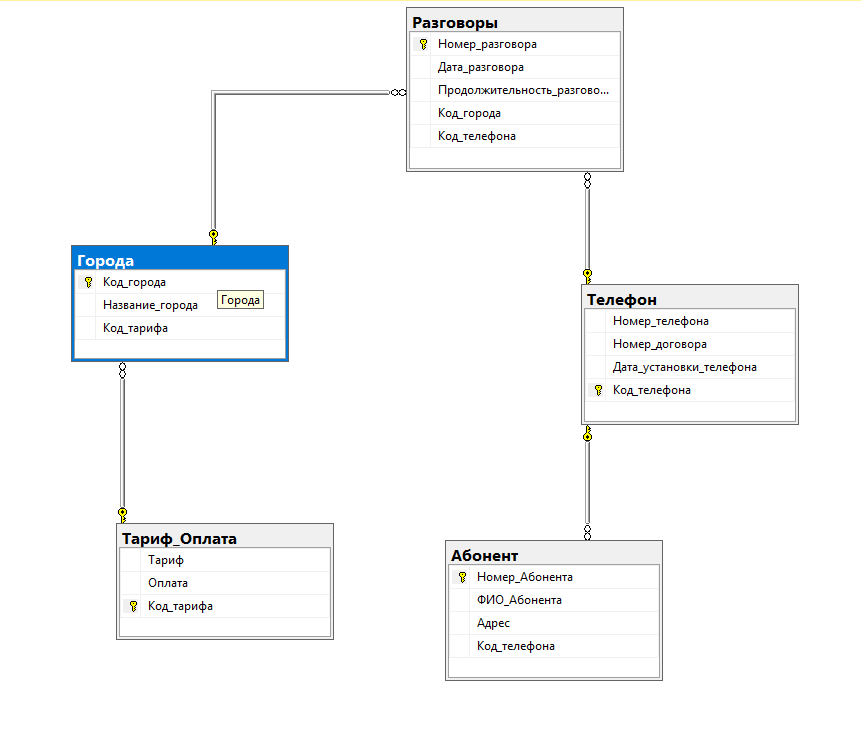 Разговоры
Номер_разговора
Дата_разговора
Продолжительность_разгово...
Код_города
Код_телефона
Города
Код_города
Название_города
Города
Код_тарифа
Телефон
Номер_телефона
Номер_договора
Дата_установки_телефона
Код_телефона
Тариф_Оплата
Тариф
Оплата
Код_тарифа
Абонент
Номер_Абонента
ФИО_Абонента
Адрес
Код_телефона